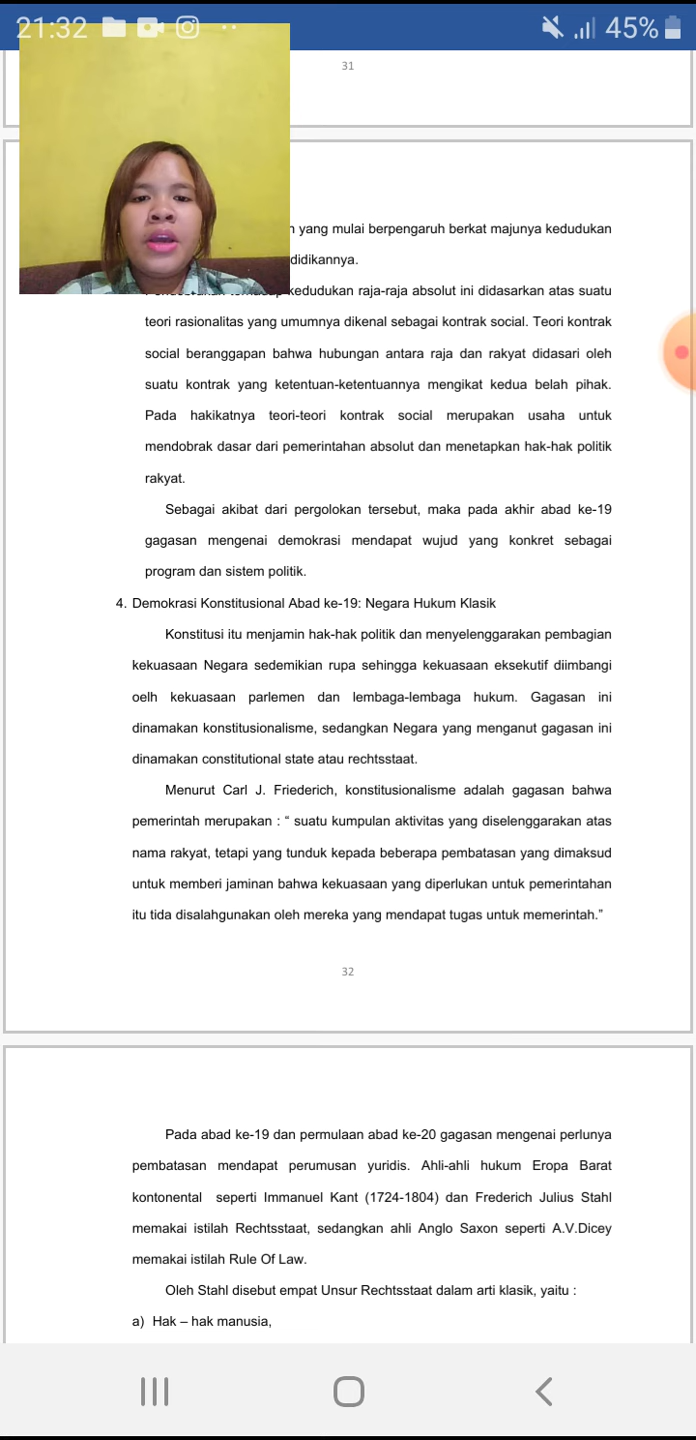 21:32
45%
31
yang mulai berpengaruh berkat majunya kedudukan
didikannya.
kedudukan raja-raja absolut ini didasarkan atas suatu
teori rasionalitas yang umumnya dikenal sebagai kontrak social. Teori kontrak
social beranggapan bahwa hubungan antara raja dan rakyat didasari oleh
suatu kontrak yang ketentuan-ketentuannya mengikat kedua belah pihak.
Pada hakikatnya teori-teori kontrak social merupakan usaha untuk
mendobrak dasar dari pemerintahan absolut dan menetapkan hak-hak politik
rakyat.
Sebagai akibat dari pergolokan tersebut, maka pada akhir abad ke-19
gagasan mengenai demokrasi mendapat wujud yang konkret sebagai
program dan sistem politik.
4. Demokrasi Konstitusional Abad ke-19: Negara Hukum Klasik
Konstitusi itu menjamin hak-hak politik dan menyelenggarakan pembagian
kekuasaan Negara sedemikian rupa sehingga kekuasaan eksekutif diimbangi
oelh kekuasaan parlemen dan lembaga-lembaga hukum. Gagasan ini
dinamakan konstitusionalisme, sedangkan Negara yang menganut gagasan ini
dinamakan constitutional state atau rechtsstaat.
Menurut Carl J. Friederich, konstitusionalisme adalah gagasan bahwa
pemerintah merupakan : “ suatu kumpulan aktivitas yang diselenggarakan atas
nama rakyat, tetapi yang tunduk kepada beberapa pembatasan yang dimaksud
untuk memberi jaminan bahwa kekuasaan yang diperlukan untuk pemerintahan
itu tida disalahgunakan oleh mereka yang mendapat tugas untuk memerintah.”
32
Pada abad ke-19 dan permulaan abad ke-20 gagasan mengenai perlunya
pembatasan mendapat perumusan yuridis. Ahli-ahli hukum Eropa Barat
kontonental seperti Immanuel Kant (1724-1804) dan Frederich Julius Stahl
memakai istilah Rechtsstaat, sedangkan ahli Anglo Saxon seperti A.V.Dicey
memakai istilah Rule Of Law.
Oleh Stahl disebut empat Unsur Rechtsstaat dalam arti klasik, yaitu :
a) Hak – hak manusia,